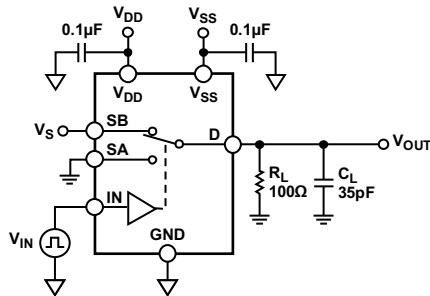 V_DD V_SS
0.1µF 0.1µF
V_DD V_SS
V_S SB
D V_OUT
SA
R_L 100Ω
C_L 35pF
IN
V_IN
GND